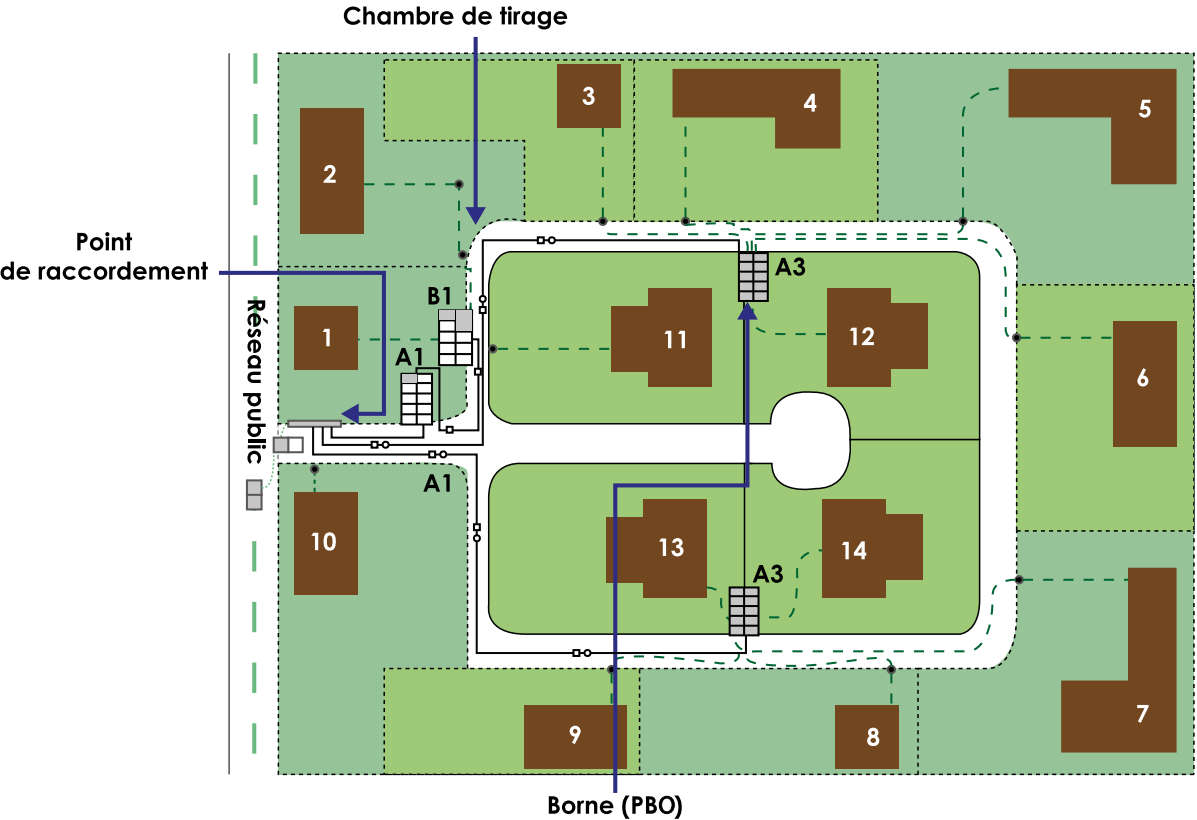 Chambre de tirage
3
4
5
2
Point
de raccordement
A3
B1
Réseau public
1
11
12
A1
6
A1
10
13
14
A3
9
8
7
Borne (PBO)